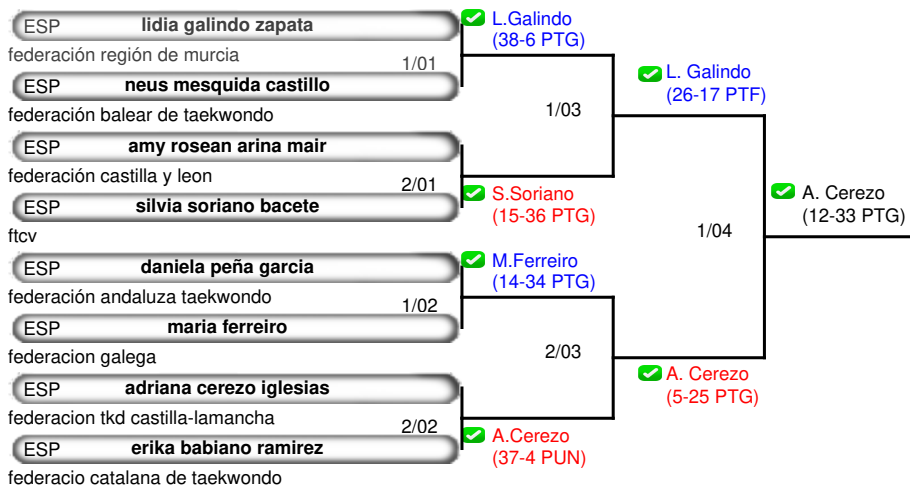 ESP lidia galindo zapata
federación región de murcia
1/01
L.Galindo
(38-6 PTG)
ESP neus mesquida castillo
federación balear de taekwondo
L. Galindo
(26-17 PTF)
1/03
ESP amy rosean arina mair
federación castilla y leon
2/01
S.Soriano
(15-36 PTG)
ESP silvia soriano bacete
ftcv
A. Cerezo
(12-33 PTG)
1/04
ESP daniela peña garcia
federación andaluza taekwondo
1/02
M.Ferreiro
(14-34 PTG)
ESP maria ferreiro
federacion galega
2/03
A. Cerezo
(5-25 PTG)
ESP adriana cerezo iglesias
federacion tkd castilla-lamancha
2/02
A.Cerezo
(37-4 PUN)
ESP erika babiano ramirez
federacio catalana de taekwondo